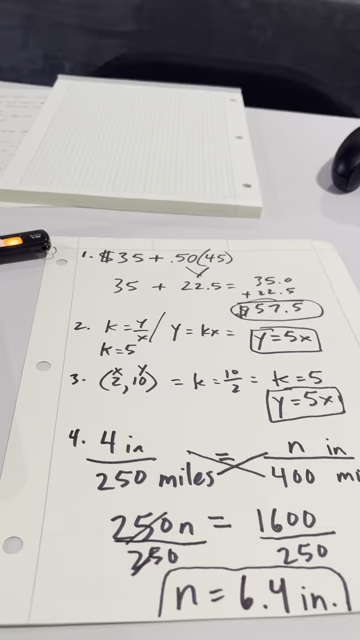 1. $35 + .50(45)
35 + 22.5 = 35.0
+22.5
$57.5
2. K = y/x / y = kx = y=5x
K=5
3. (2, 10) = k = 10/2 = k = 5
x y
y=5x
4. 4 in / 250 miles = n in / 400 mi
250n / 250 = 1600 / 250
n = 6.4 in.